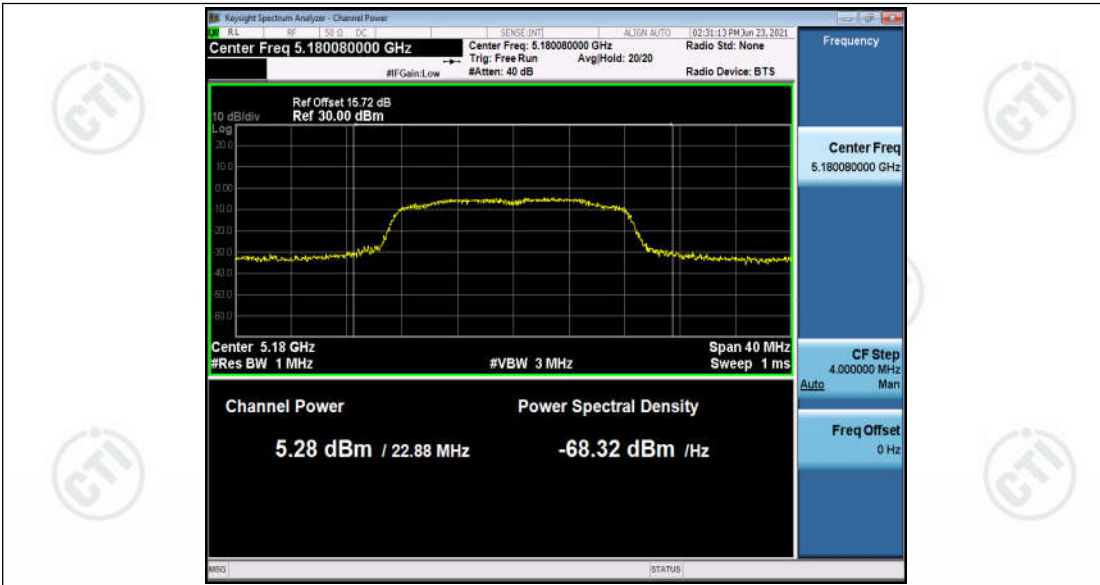 Keysight Spectrum Analyzer - Channel Power
RL RF 50 Ω DC SENSE:INT ALIGN AUTO 02:31:13 PM Jun 23, 2021
Center Freq 5.180080000 GHz
Center Freq: 5.180080000 GHz
Radio Std: None
Trig: Free Run Avg|Hold: 20/20
#IFGain:Low
#Atten: 40 dB
Radio Device: BTS
Ref Offset 15.72 dB
10 dB/div Ref 30.00 dBm
Log
20.0
10.0
0.00
-10.0
-20.0
-30.0
-40.0
-50.0
-60.0
Center 5.18 GHz
Span 40 MHz
#Res BW 1 MHz
#VBW 3 MHz
Sweep 1 ms
Channel Power
Power Spectral Density
5.28 dBm / 22.88 MHz
-68.32 dBm /Hz
MSG
STATUS
Frequency
Center Freq
5.180080000 GHz
CF Step
4.000000 MHz
Auto Man
Freq Offset
0 Hz
CTI
CTI
CTI
CTI